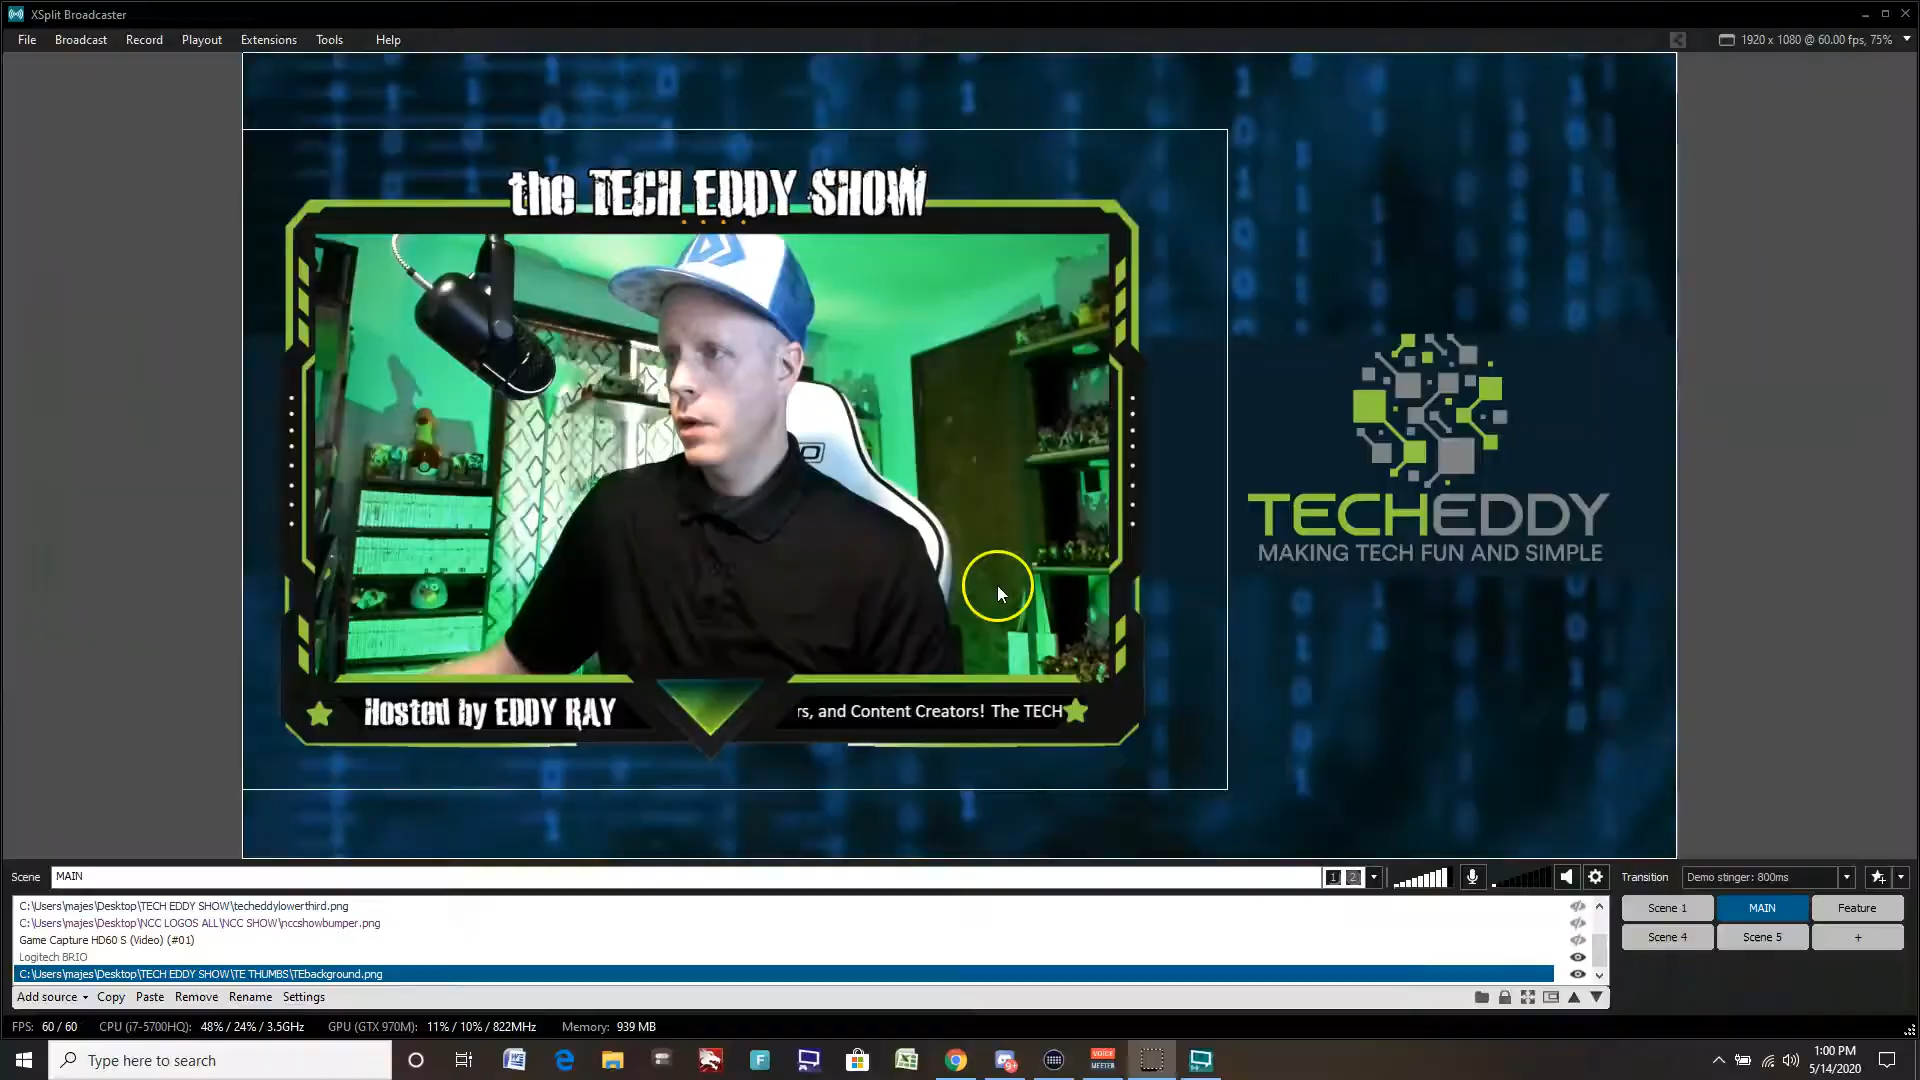 XSplit Broadcaster
File Broadcast Record Playout Extensions Tools Help
1920 x 1080 @ 60.00 fps, 75%
the TECH EDDY SHOW
TECHEDDY
MAKING TECH FUN AND SIMPLE
Hosted by EDDY RAY
rs, and Content Creators! The TECH
Scene MAIN 1 2 Transition Demo stinger: 800ms
C:\Users\majes\Desktop\TECH EDDY SHOW\techeddylowerthird.png
C:\Users\majes\Desktop\NCC LOGOS ALL\NCC SHOW\nccshowbumper.png
Game Capture HD60 S (Video) (#01)
Logitech BRIO
C:\Users\majes\Desktop\TECH EDDY SHOW\TE THUMBS\TEbackground.png
Scene 1 MAIN Feature
Scene 4 Scene 5 +
Add source Copy Paste Remove Rename Settings
FPS: 60 / 60 CPU (i7-5700HQ): 48% / 24% / 3.5GHz GPU (GTX 970M): 11% / 10% / 822MHz Memory: 939 MB
Type here to search
VOICE
MEETER
9+
1:00 PM
5/14/2020